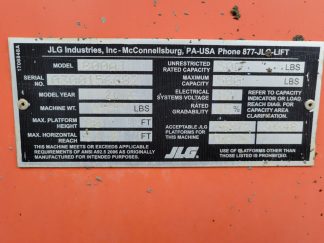 JLG Industries, Inc - McConnellsburg, PA-USA Phone 877-JLG-LIFT
MODEL
UNRESTRICTED RATED CAPACITY LBS
SERIAL NO.
MAXIMUM CAPACITY LBS
MODEL YEAR
ELECTRICAL SYSTEMS VOLTAGE
REFER TO CAPACITY INDICATOR OR LOAD REACH DIAG. FOR CAPACITY SPECS IN OPERATING AREA.
MACHINE WT. LBS
RATED GRADEABILITY %
MAX. PLATFORM HEIGHT FT
ACCEPTABLE JLG PLATFORMS FOR THIS MACHINE
MAX. HORIZONTAL REACH FT
THIS MACHINE MEETS OR EXCEEDS APPLICABLE
REQUIREMENTS OF ANSI A92.5 2006 AS ORIGINALLY
MANUFACTURED FOR INTENDED APPLICATIONS.
JLG
USE OF PLATFORMS OTHER THAN
THOSE LISTED IS PROHIBITED.